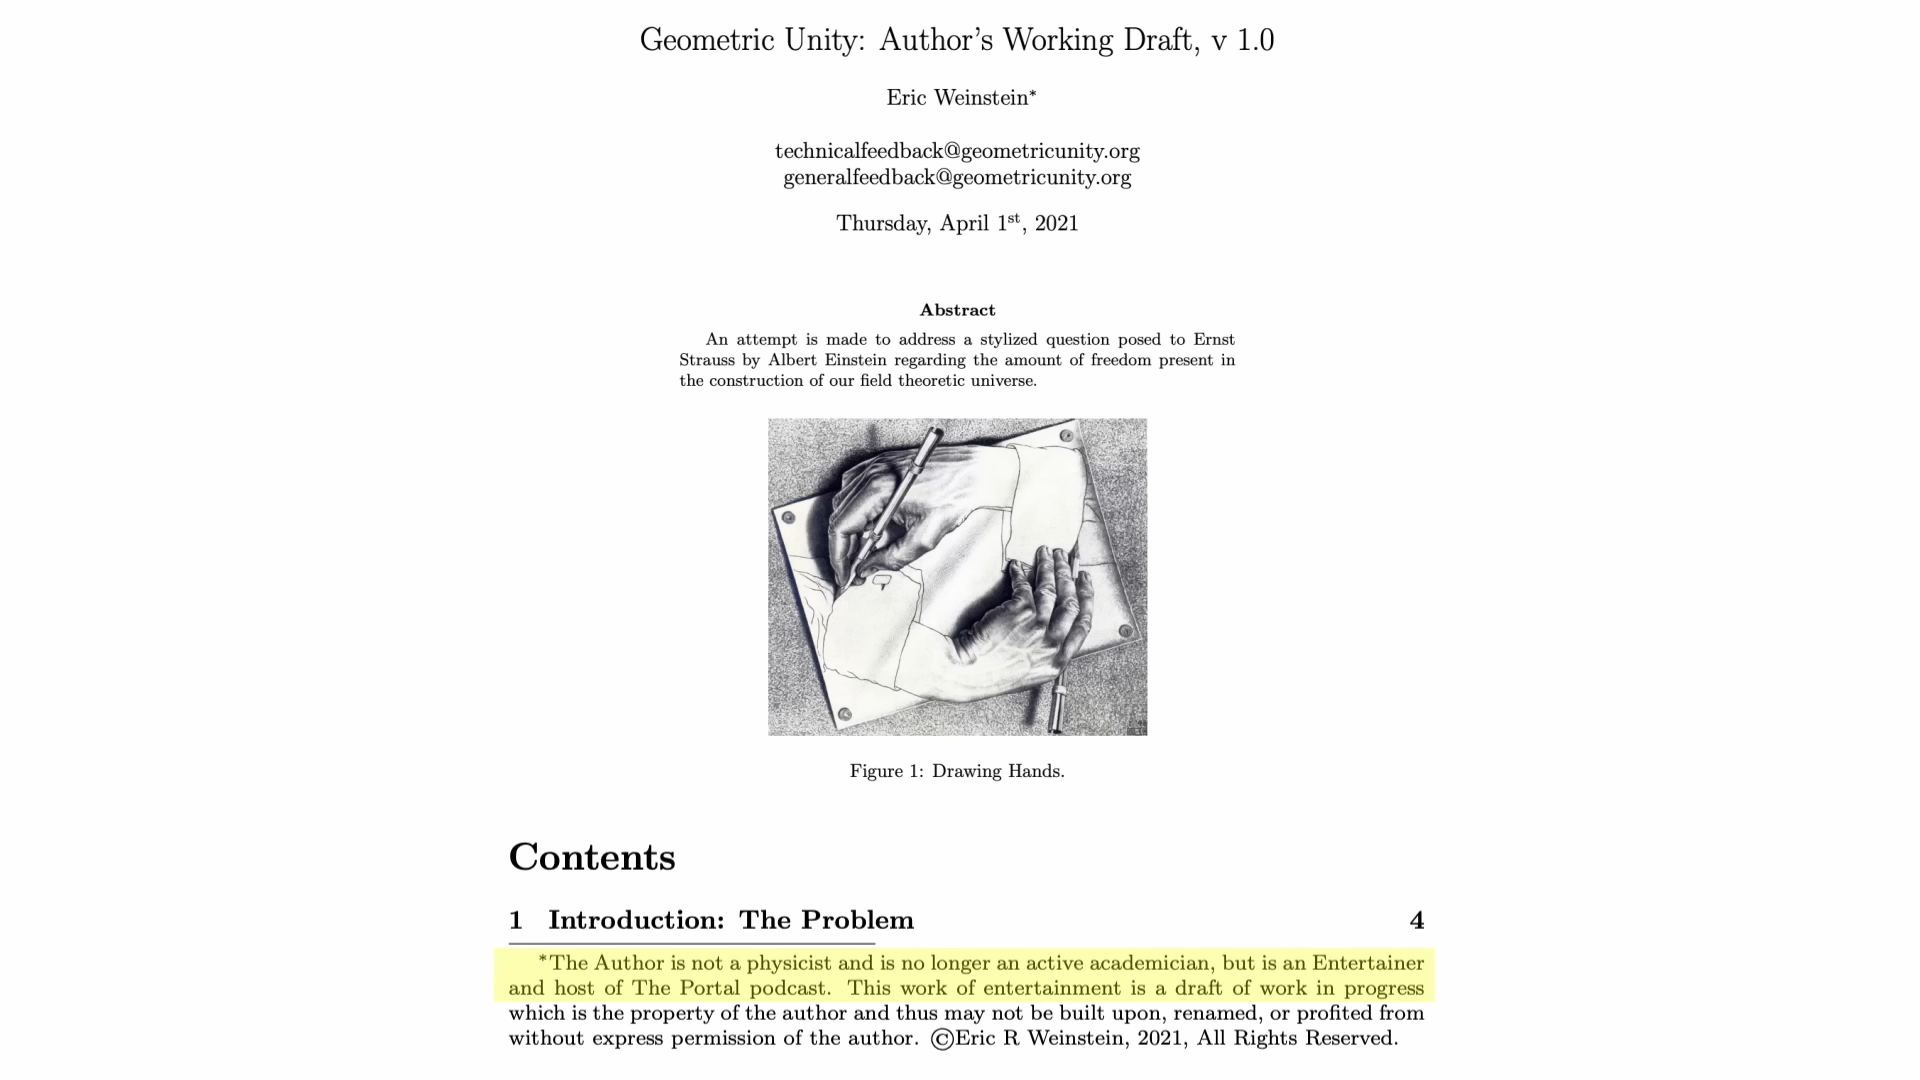 Geometric Unity: Author's Working Draft, v 1.0
Eric Weinstein*
technicalfeedback@geometricunity.org
generalfeedback@geometricunity.org
Thursday, April 1st, 2021
Abstract
An attempt is made to address a stylized question posed to Ernst
Strauss by Albert Einstein regarding the amount of freedom present in
the construction of our field theoretic universe.
Figure 1: Drawing Hands.
Contents
1 Introduction: The Problem 4
*The Author is not a physicist and is no longer an active academician, but is an Entertainer
and host of The Portal podcast. This work of entertainment is a draft of work in progress
which is the property of the author and thus may not be built upon, renamed, or profited from
without express permission of the author. ©Eric R Weinstein, 2021, All Rights Reserved.